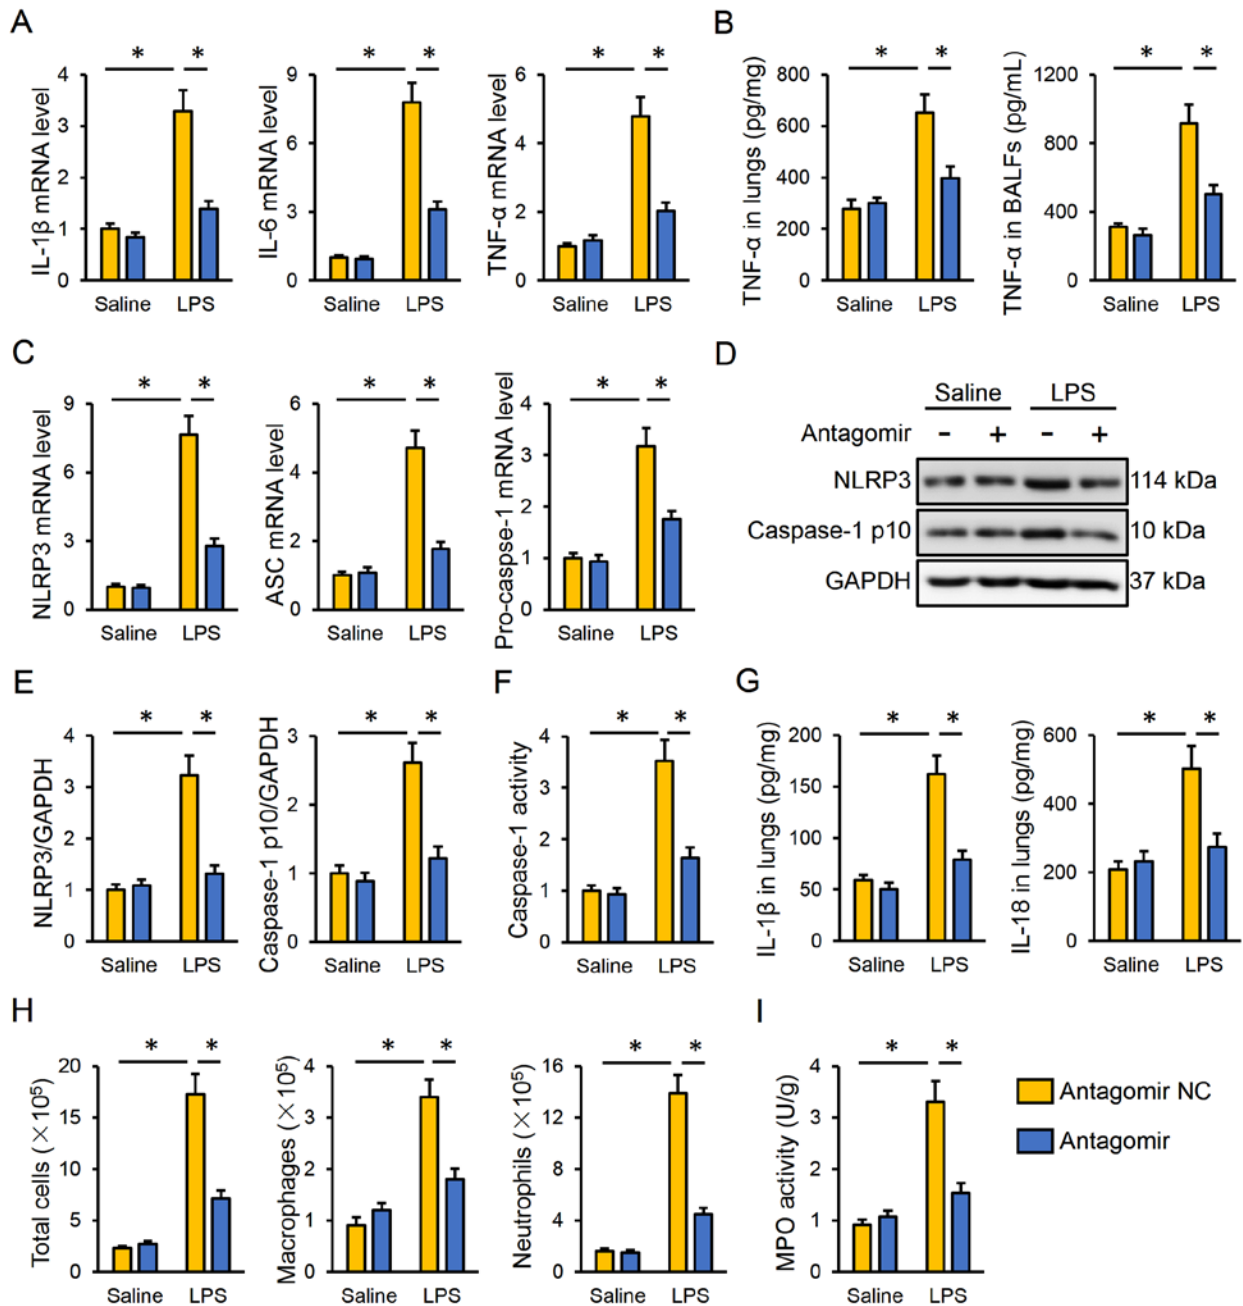 A
B
* *
* *
* *
* *
* *
IL-1β mRNA level
4
3
2
1
0
Saline LPS
IL-6 mRNA level
9
6
3
0
Saline LPS
TNF-α mRNA level
6
4
2
0
Saline LPS
TNF-α in lungs (pg/mg)
800
600
400
200
0
Saline LPS
TNF-α in BALFs (pg/mL)
1200
800
400
0
Saline LPS
C
* *
* *
* *
NLRP3 mRNA level
9
6
3
0
Saline LPS
ASC mRNA level
6
4
2
0
Saline LPS
Pro-caspse-1 mRNA level
4
3
2
1
0
Saline LPS
D
Saline LPS
Antagomir - + - +
NLRP3 114 kDa
Caspase-1 p10 10 kDa
GAPDH 37 kDa
E
* *
* *
NLRP3/GAPDH
4
3
2
1
0
Saline LPS
Caspase-1 p10/GAPDH
3
2
1
0
Saline LPS
F
* *
Caspase-1 activity
4
3
2
1
0
Saline LPS
G
* *
* *
IL-1β in lungs (pg/mg)
200
150
100
50
0
Saline LPS
IL-18 in lungs (pg/mg)
600
400
200
0
Saline LPS
H
* *
* *
* *
Total cells (×10⁵)
20
15
10
5
0
Saline LPS
Macrophages (×10⁵)
4
3
2
1
0
Saline LPS
Neutrophils (×10⁵)
16
12
8
4
0
Saline LPS
I
* *
MPO activity (U/g)
4
3
2
1
0
Saline LPS
Antagomir NC
Antagomir